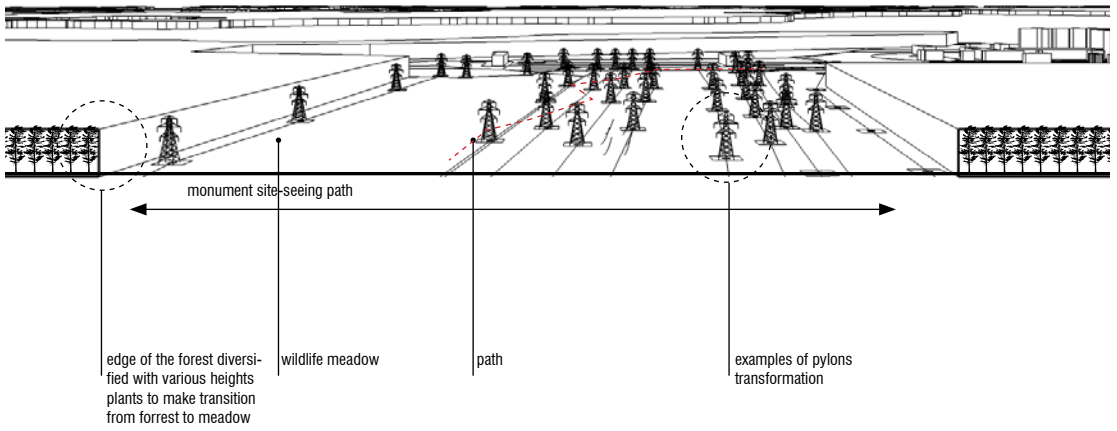 monument site-seeing path
edge of the forest diversi-
fied with various heights
plants to make transition
from forrest to meadow
wildlife meadow
path
examples of pylons
transformation